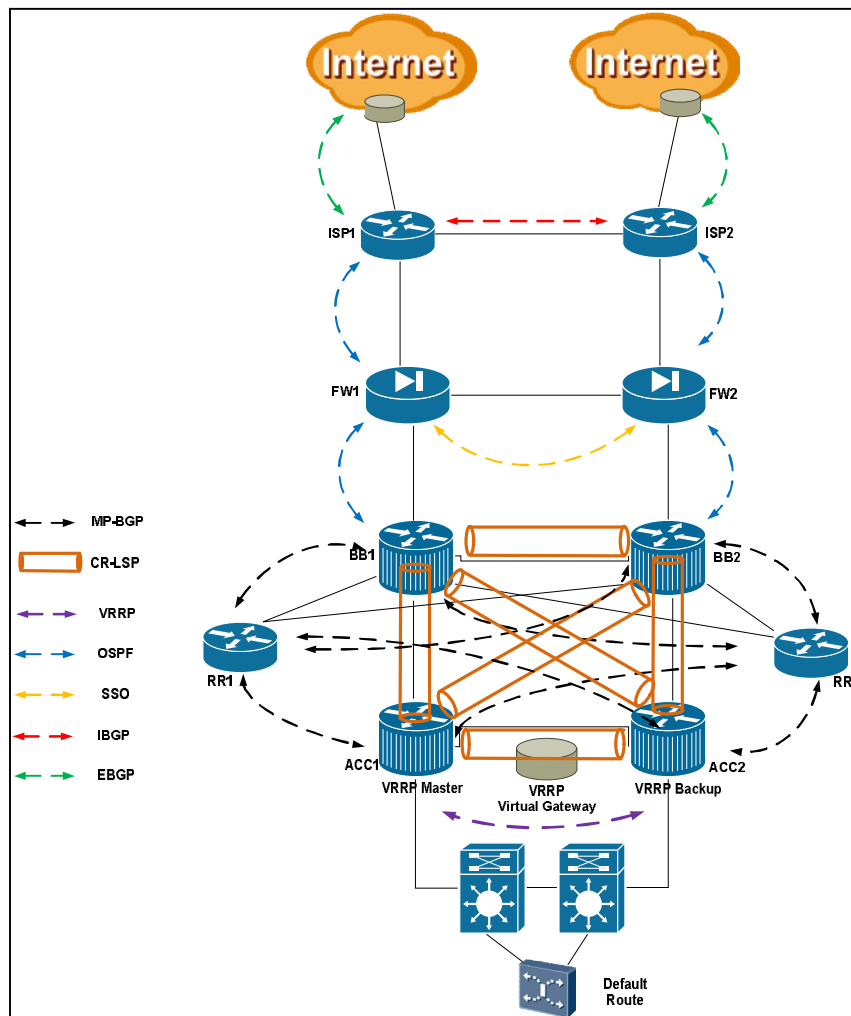 Internet
Internet
ISP1
ISP2
FW1
FW2
MP-BGP
CR-LSP
VRRP
OSPF
SSO
IBGP
EBGP
BB1
BB2
RR1
RR
ACC1
VRRP Master
VRRP
Virtual Gateway
ACC2
VRRP Backup
Default
Route